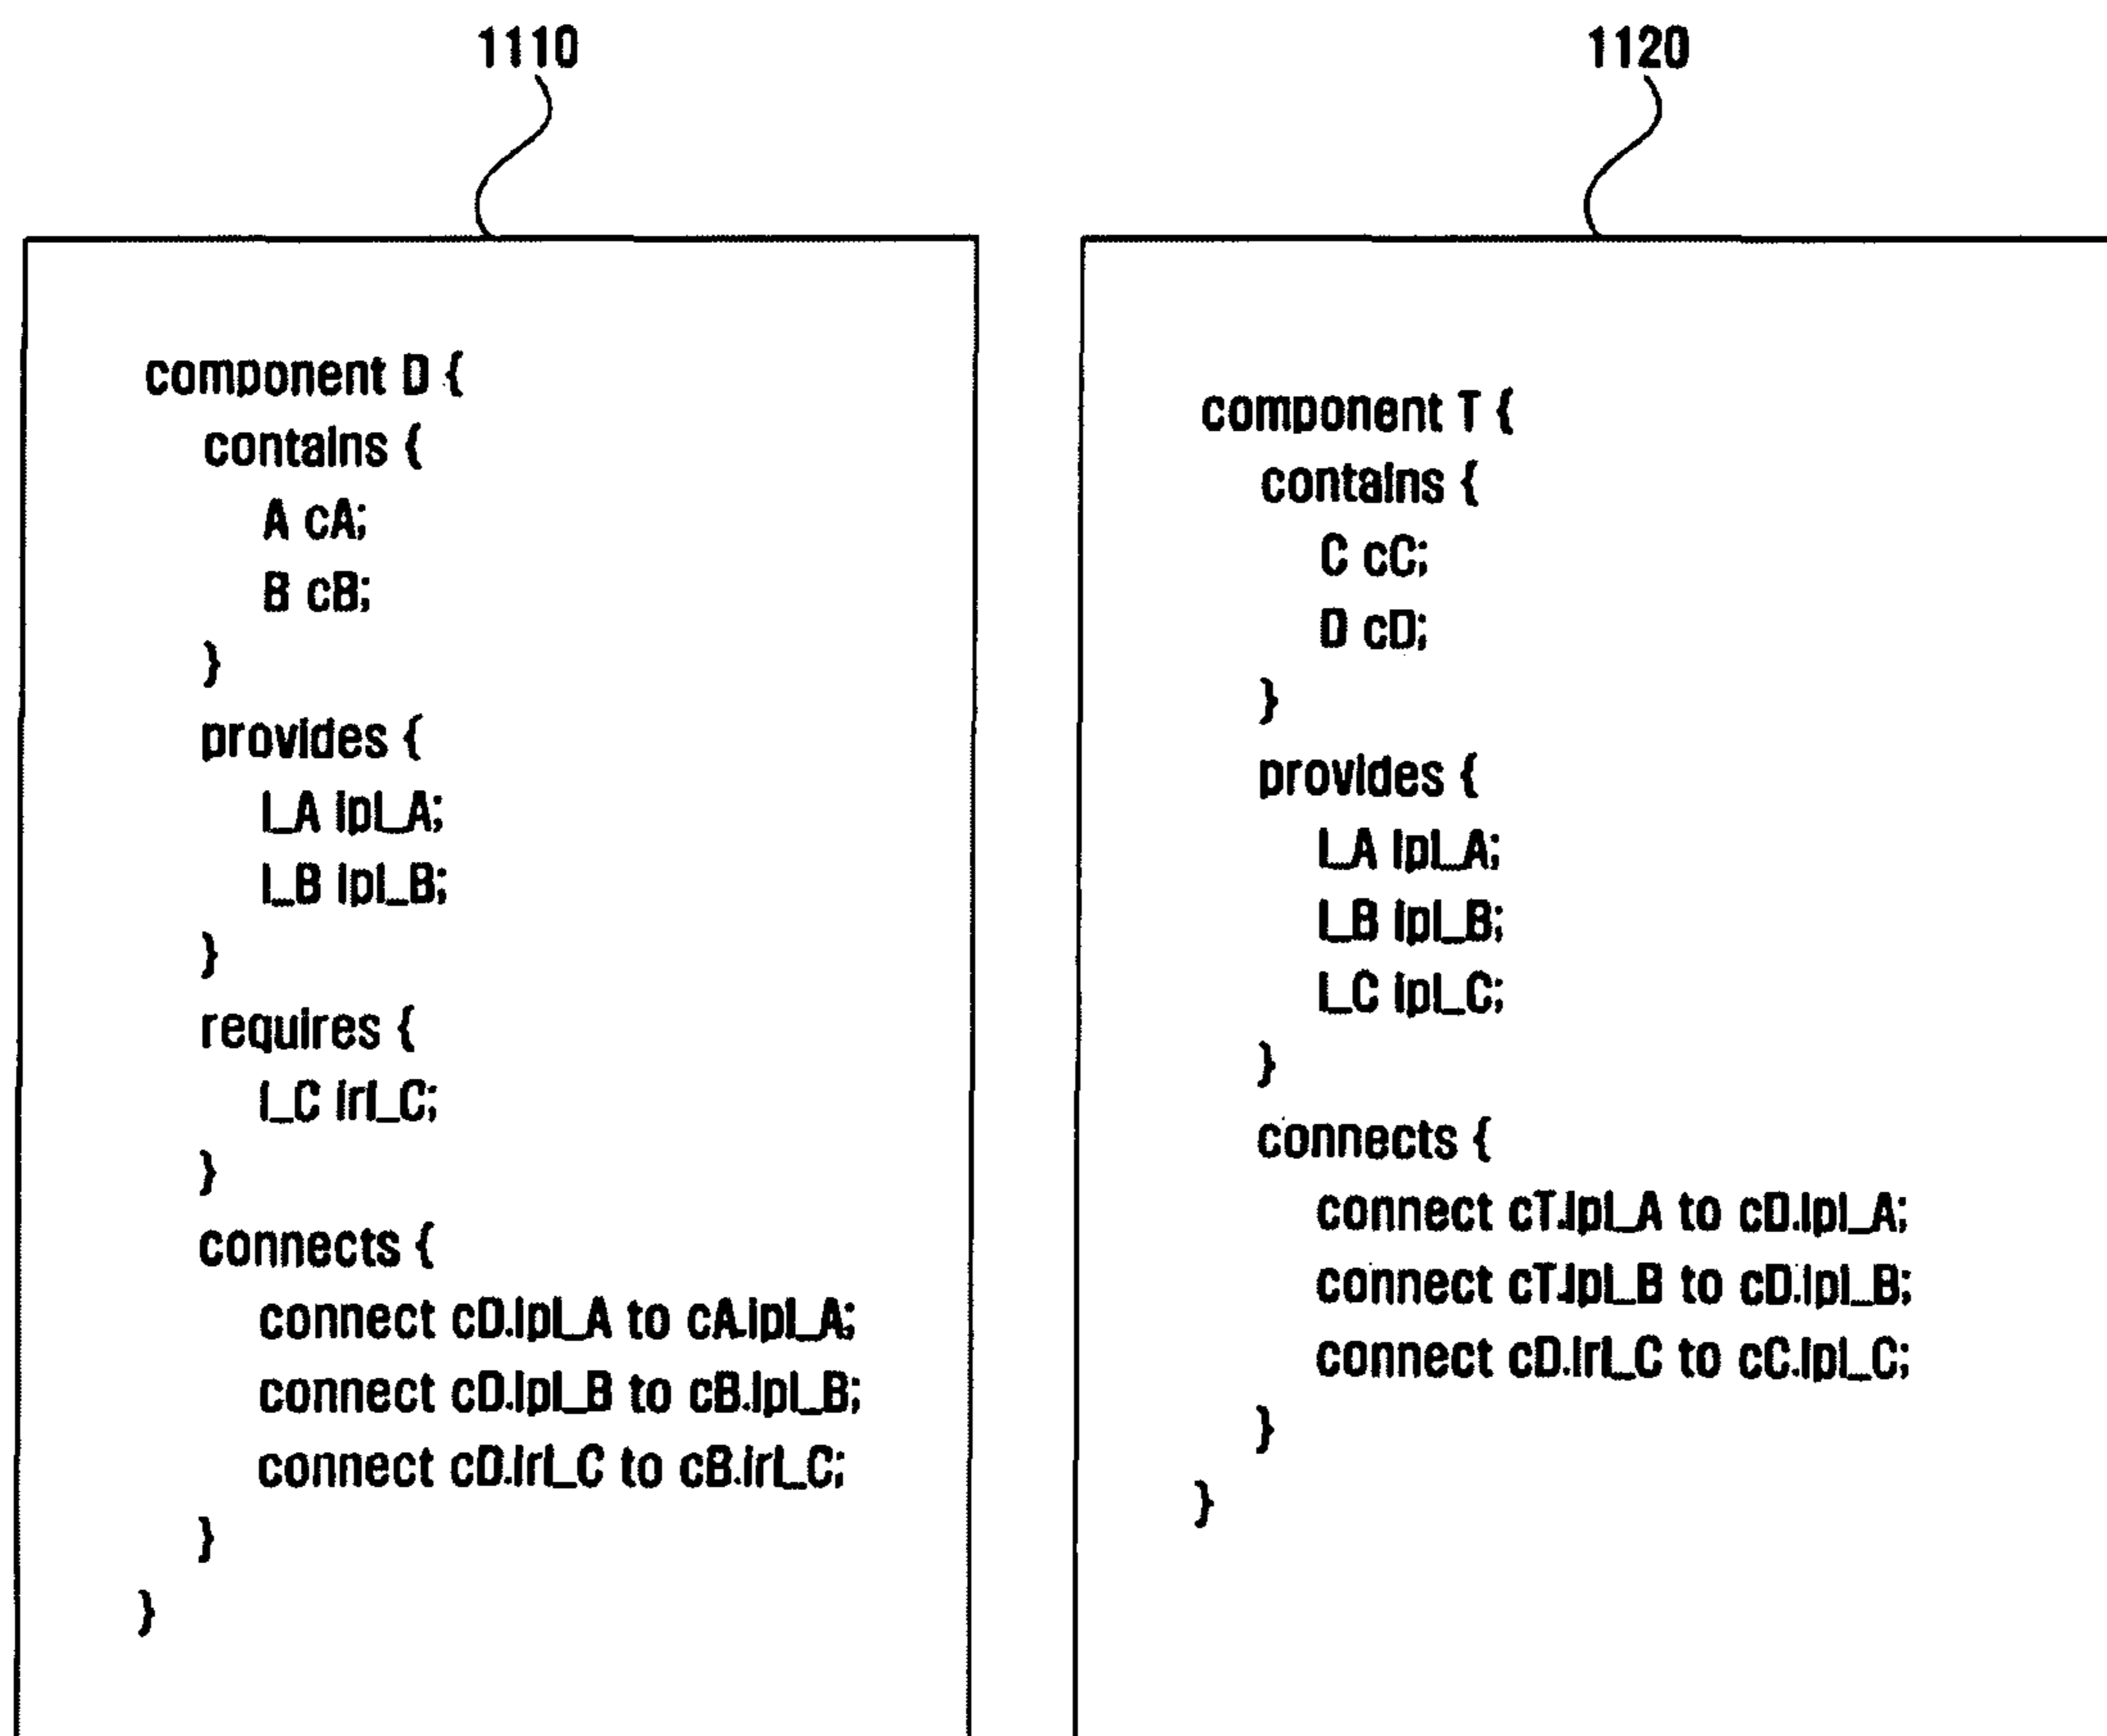 1110
component D {
contains {
A cA;
B cB;
}
provides {
I_A ipI_A;
I_B ipI_B;
}
requires {
I_C irI_C;
}
connects {
connect cD.ipI_A to cA.ipI_A;
connect cD.ipI_B to cB.ipI_B;
connect cD.irI_C to cB.irI_C;
}
}
1120
component T {
contains {
C cC;
D cD;
}
provides {
I_A ipI_A;
I_B ipI_B;
I_C ipI_C;
}
connects {
connect cT.ipI_A to cD.ipI_A;
connect cT.ipI_B to cD.ipI_B;
connect cD.irI_C to cC.ipI_C;
}
}